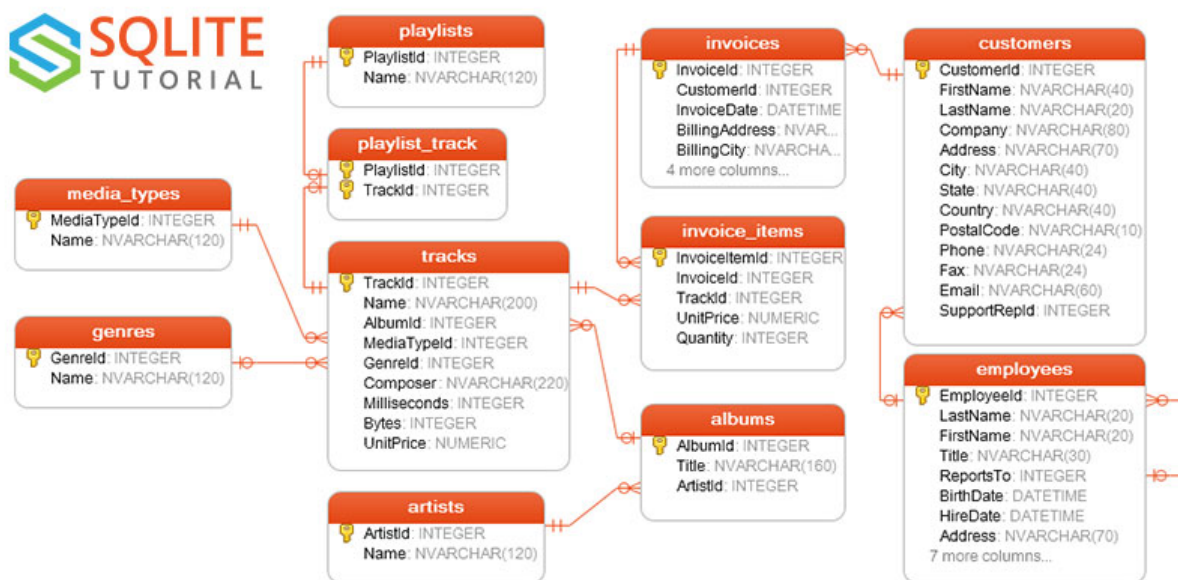 SQLITE
TUTORIAL
playlists
PlaylistId: INTEGER
Name: NVARCHAR(120)
playlist_track
PlaylistId: INTEGER
TrackId: INTEGER
media_types
MediaTypeId: INTEGER
Name: NVARCHAR(120)
genres
GenreId: INTEGER
Name: NVARCHAR(120)
tracks
TrackId: INTEGER
Name: NVARCHAR(200)
AlbumId: INTEGER
MediaTypeId: INTEGER
GenreId: INTEGER
Composer: NVARCHAR(220)
Milliseconds: INTEGER
Bytes: INTEGER
UnitPrice: NUMERIC
artists
ArtistId: INTEGER
Name: NVARCHAR(120)
invoices
InvoiceId: INTEGER
CustomerId: INTEGER
InvoiceDate: DATETIME
BillingAddress: NVAR...
BillingCity: NVARCHA...
4 more columns...
invoice_items
InvoiceItemId: INTEGER
InvoiceId: INTEGER
TrackId: INTEGER
UnitPrice: NUMERIC
Quantity: INTEGER
albums
AlbumId: INTEGER
Title: NVARCHAR(160)
ArtistId: INTEGER
customers
CustomerId: INTEGER
FirstName: NVARCHAR(40)
LastName: NVARCHAR(20)
Company: NVARCHAR(80)
Address: NVARCHAR(70)
City: NVARCHAR(40)
State: NVARCHAR(40)
Country: NVARCHAR(40)
PostalCode: NVARCHAR(10)
Phone: NVARCHAR(24)
Fax: NVARCHAR(24)
Email: NVARCHAR(60)
SupportRepId: INTEGER
employees
EmployeeId: INTEGER
LastName: NVARCHAR(20)
FirstName: NVARCHAR(20)
Title: NVARCHAR(30)
ReportsTo: INTEGER
BirthDate: DATETIME
HireDate: DATETIME
Address: NVARCHAR(70)
7 more columns...